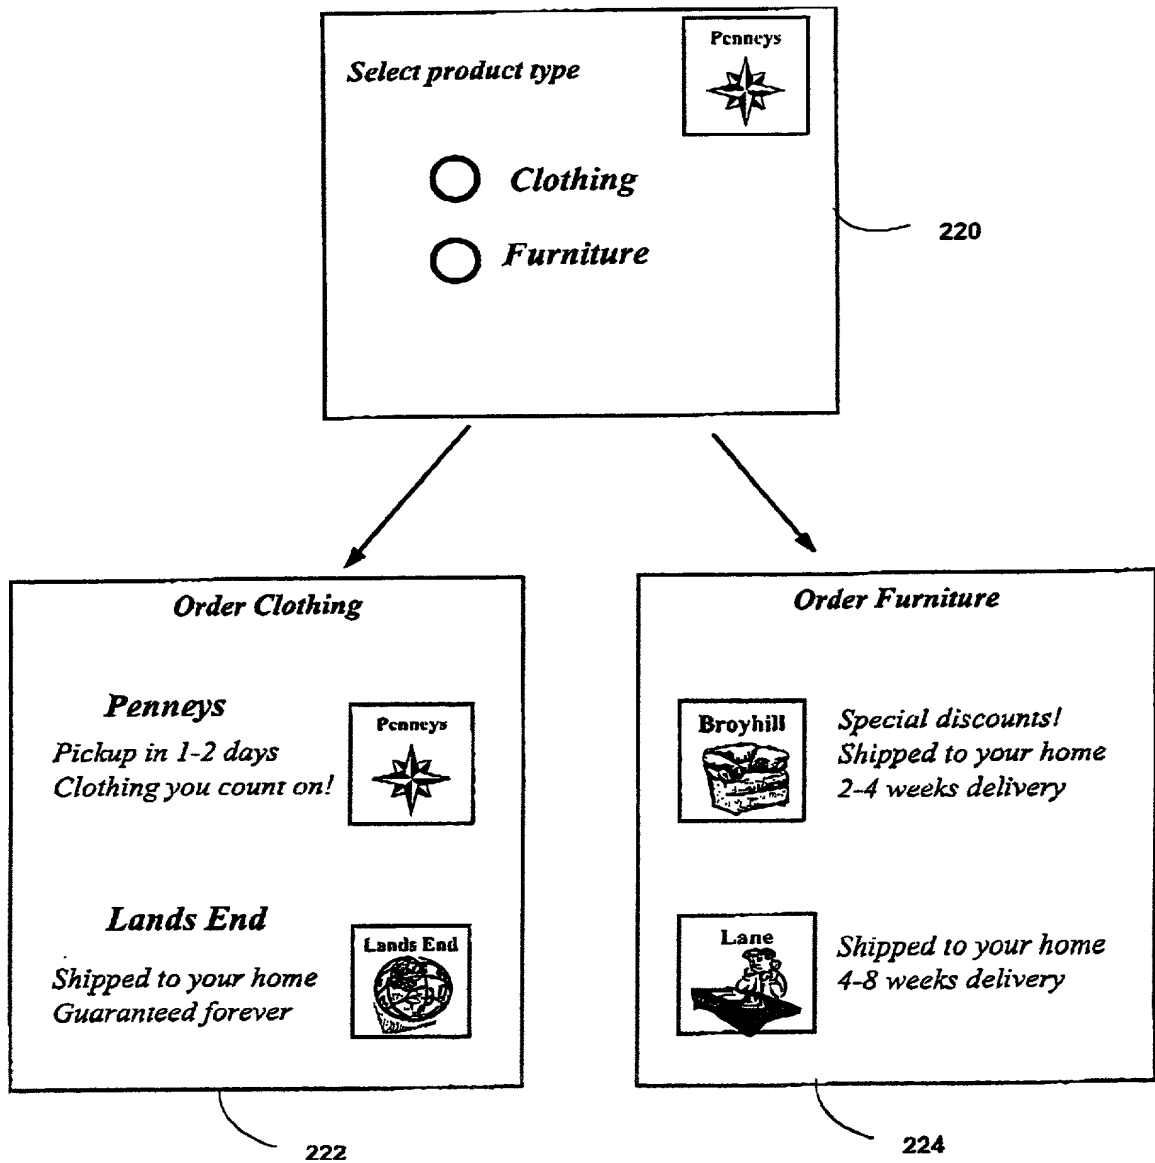 Penneys
Select product type
Clothing
Furniture
220
Order Clothing
Penneys
Pickup in 1-2 days
Clothing you count on!
Penneys
Lands End
Shipped to your home
Guaranteed forever
Lands End
222
Order Furniture
Broyhill
Special discounts!
Shipped to your home
2-4 weeks delivery
Lane
Shipped to your home
4-8 weeks delivery
224